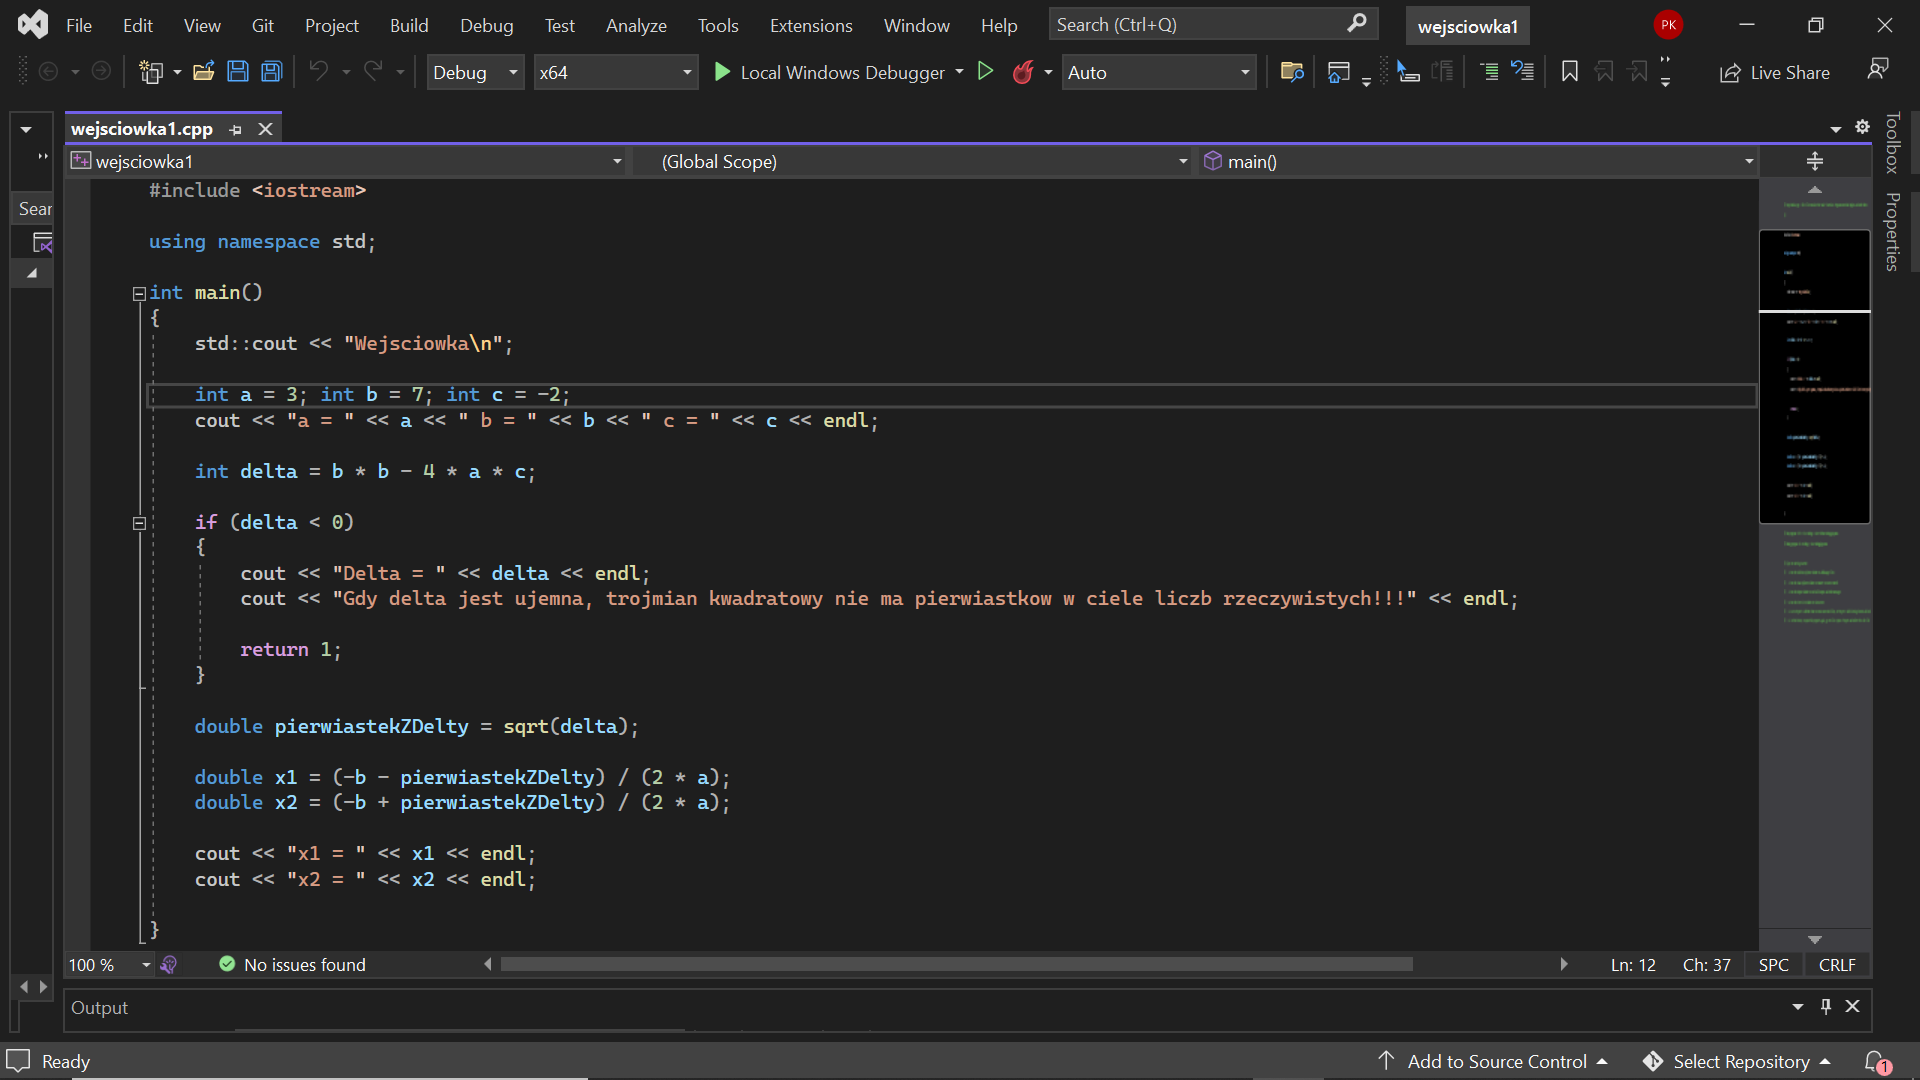 File Edit View Git Project Build Debug Test Analyze Tools Extensions Window Help Search (Ctrl+Q) wejsciowka1 PK
Debug x64 Local Windows Debugger Auto Live Share
wejsciowka1.cpp
wejsciowka1 (Global Scope) main()
Toolbox
Properties
Sear
#include <iostream>
using namespace std;
int main()
{
std::cout << "Wejsciowka\n";
int a = 3; int b = 7; int c = -2;
cout << "a = " << a << " b = " << b << " c = " << c << endl;
int delta = b * b - 4 * a * c;
if (delta < 0)
{
cout << "Delta = " << delta << endl;
cout << "Gdy delta jest ujemna, trojmian kwadratowy nie ma pierwiastkow w ciele liczb rzeczywistych!!!" << endl;
return 1;
}
double pierwiastekZDelty = sqrt(delta);
double x1 = (-b - pierwiastekZDelty) / (2 * a);
double x2 = (-b + pierwiastekZDelty) / (2 * a);
cout << "x1 = " << x1 << endl;
cout << "x2 = " << x2 << endl;
}
100 % No issues found Ln: 12 Ch: 37 SPC CRLF
Output
Ready Add to Source Control Select Repository 1